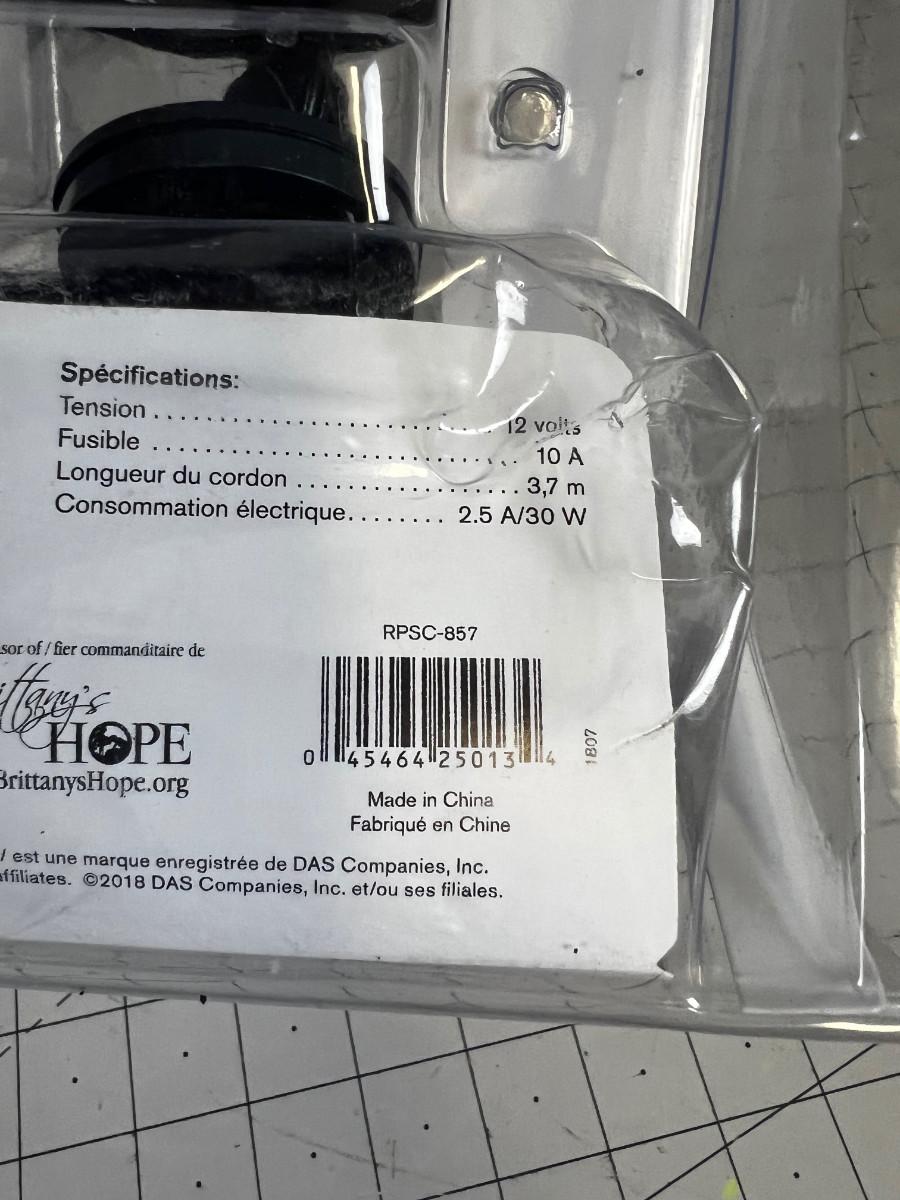 Spécifications:
Tension ........................ 12 volts
Fusible ............................ 10 A
Longueur du cordon .................. 3,7 m
Consommation électrique........ 2.5 A/30 W
RPSC-857
sor of / fier commanditaire de
ittany's
HOPE
BrittanysHope.org
0 45464 25013 4
1807
Made in China
Fabriqué en Chine
/ est une marque enregistrée de DAS Companies, Inc.
affiliates. ©2018 DAS Companies, Inc. et/ou ses filiales.